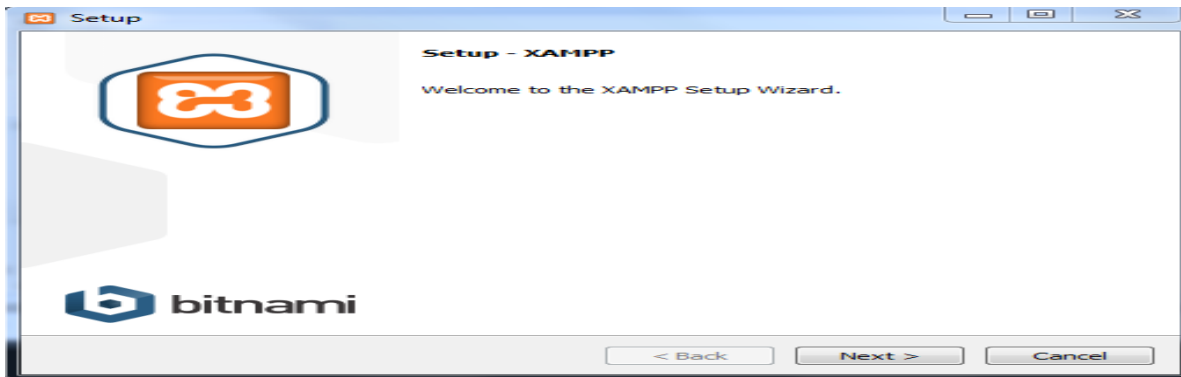 Setup
Setup - XAMPP
Welcome to the XAMPP Setup Wizard.
bitnami
< Back
Next >
Cancel